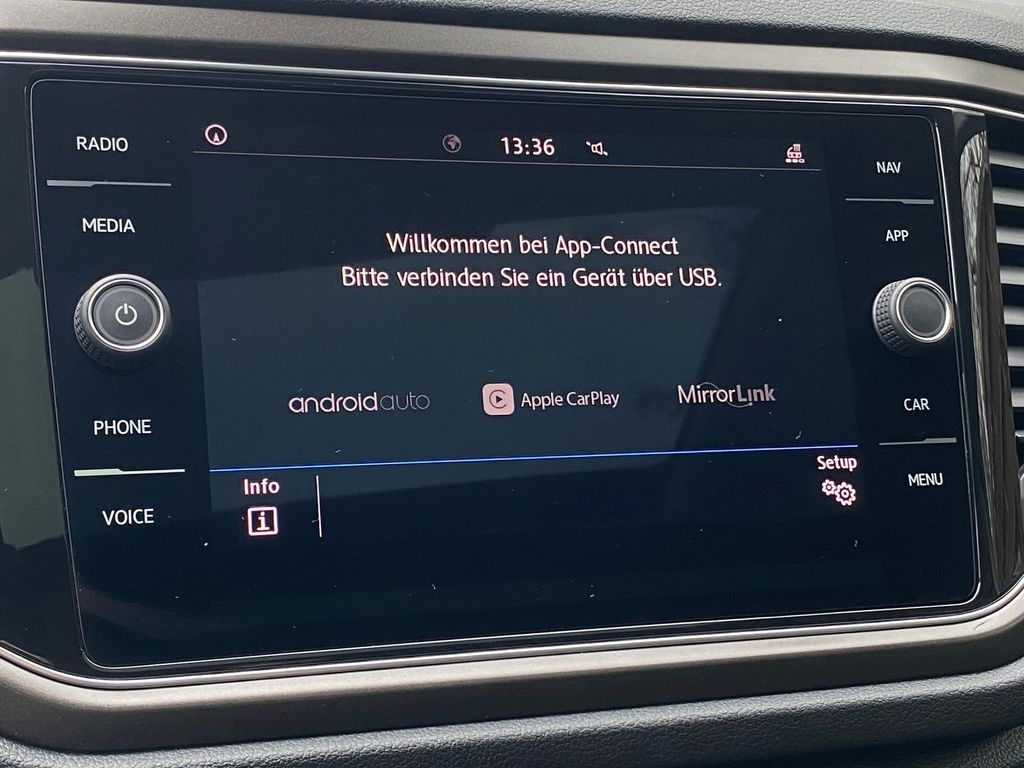 RADIO
MEDIA
PHONE
VOICE
13:36
Willkommen bei App-Connect
Bitte verbinden Sie ein Gerät über USB.
androidauto
Apple CarPlay
MirrorLink
Info
Setup
NAV
APP
CAR
MENU